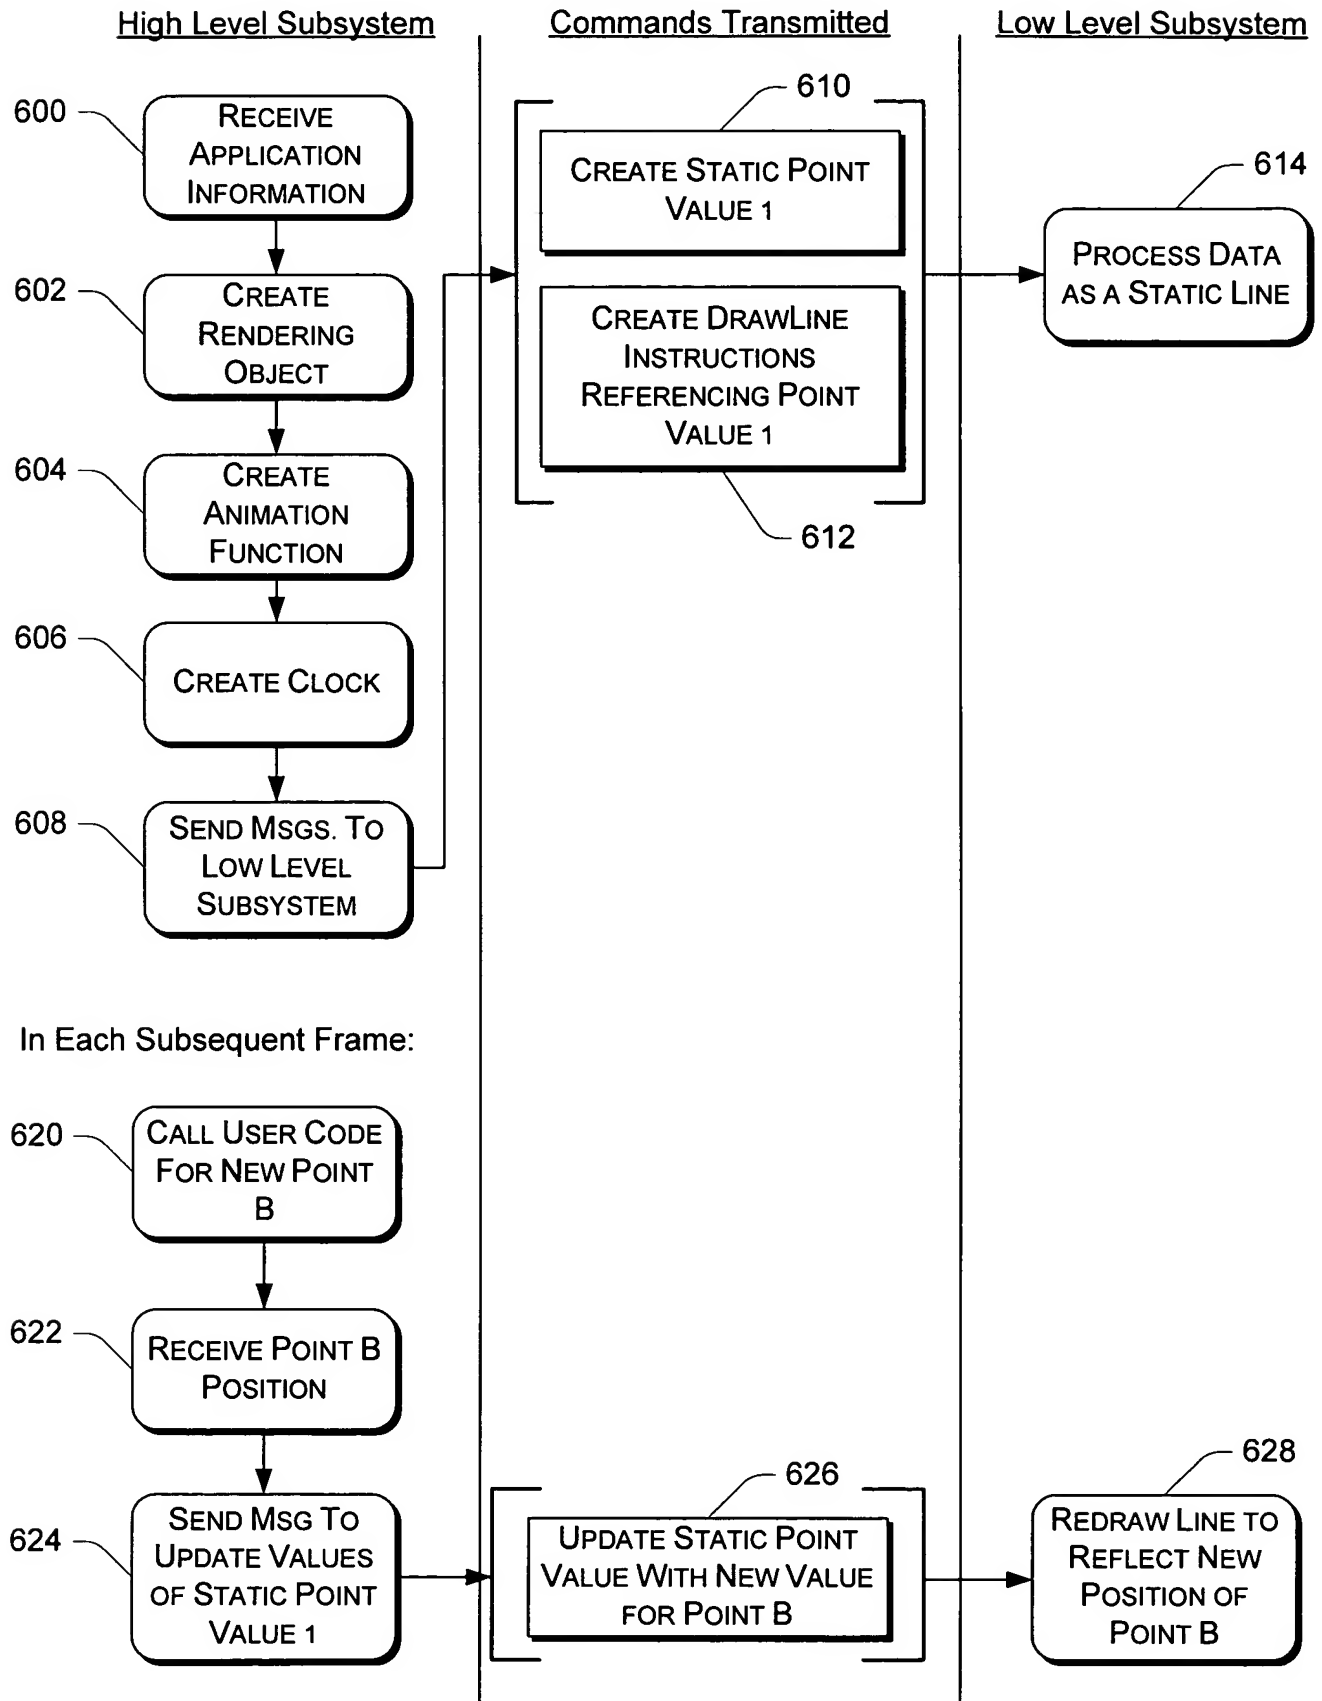 High Level Subsystem
Commands Transmitted
Low Level Subsystem
600
RECEIVE
APPLICATION
INFORMATION
602
CREATE
RENDERING
OBJECT
604
CREATE
ANIMATION
FUNCTION
606
CREATE CLOCK
608
SEND MSGS. TO
LOW LEVEL
SUBSYSTEM
610
CREATE STATIC POINT
VALUE 1
CREATE DRAWLINE
INSTRUCTIONS
REFERENCING POINT
VALUE 1
612
614
PROCESS DATA
AS A STATIC LINE
In Each Subsequent Frame:
620
CALL USER CODE
FOR NEW POINT
B
622
RECEIVE POINT B
POSITION
624
SEND MSG TO
UPDATE VALUES
OF STATIC POINT
VALUE 1
626
UPDATE STATIC POINT
VALUE WITH NEW VALUE
FOR POINT B
628
REDRAW LINE TO
REFLECT NEW
POSITION OF
POINT B